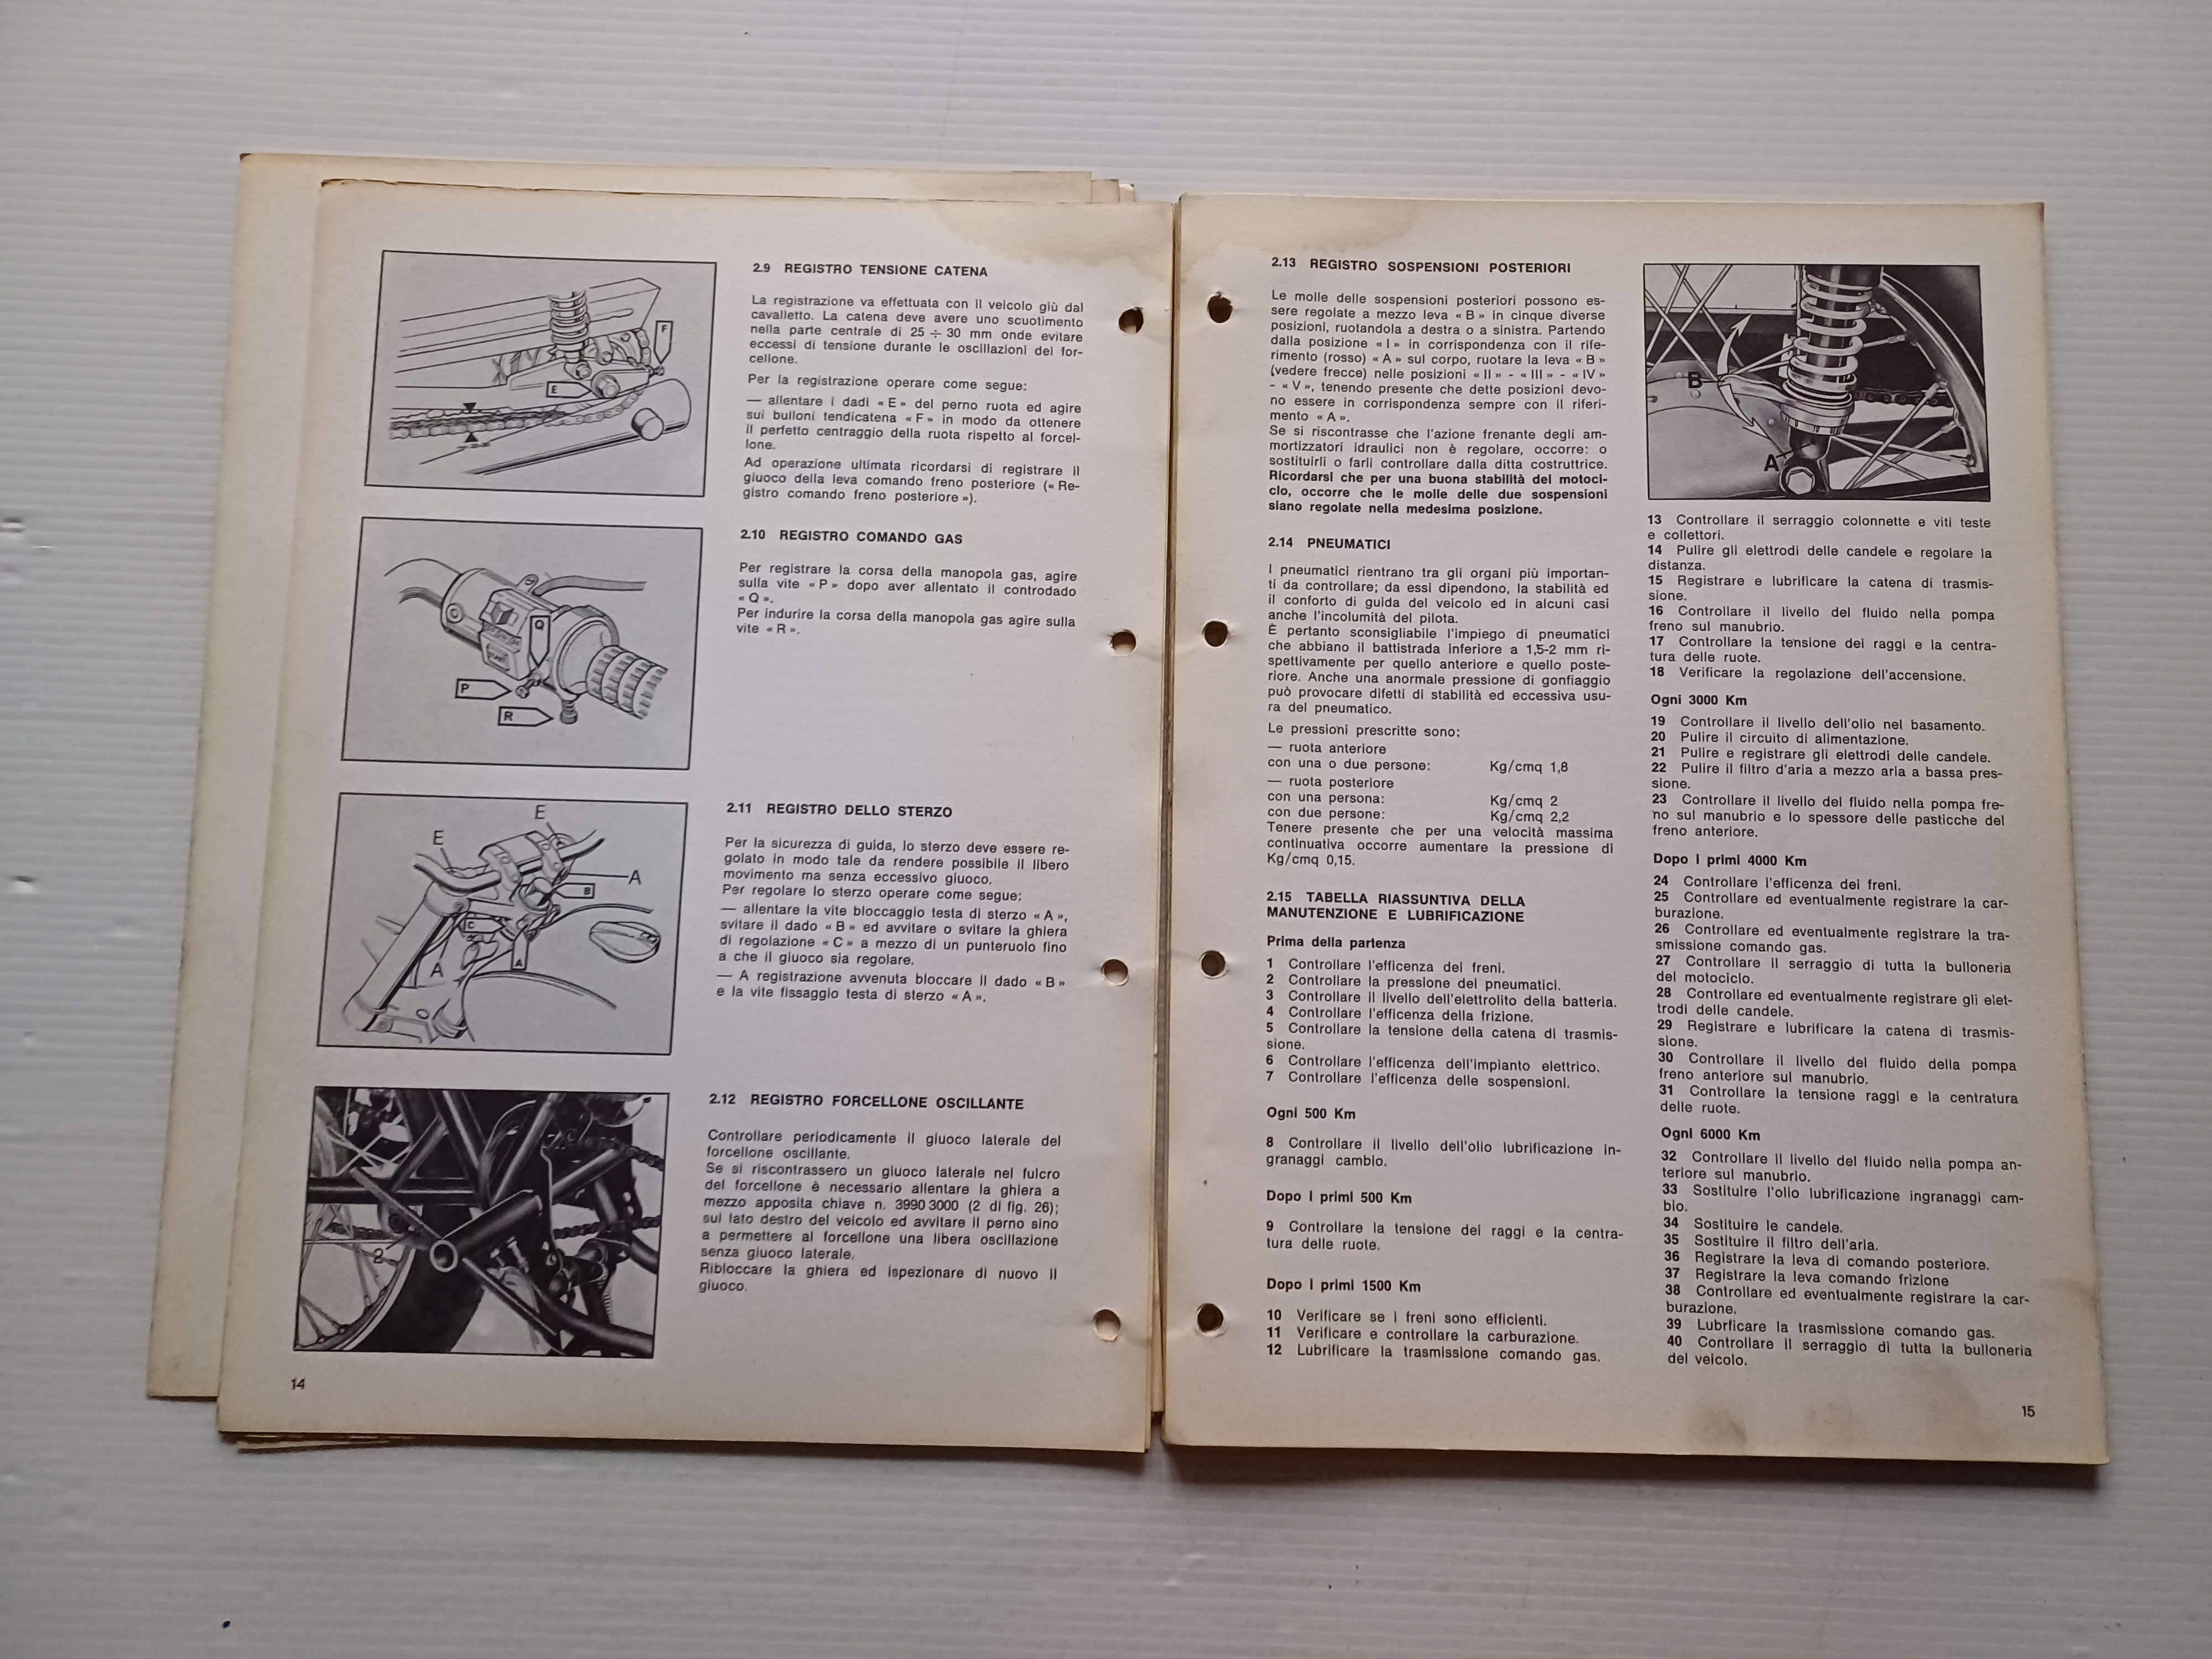 2.9 REGISTRO TENSIONE CATENA
La registrazione va effettuata con il veicolo giù dal
cavalletto. La catena deve avere uno scuotimento
nella parte centrale di 25 ÷ 30 mm onde evitare
eccessi di tensione durante le oscillazioni del for-
cellone.
Per la registrazione operare come segue:
— allentare i dadi « E » del perno ruota ed agire
sui bulloni tendicatena « F » in modo da ottenere
il perfetto centraggio della ruota rispetto al forcel-
lone.
Ad operazione ultimata ricordarsi di registrare il
giuoco della leva comando freno posteriore (« Re-
gistro comando freno posteriore »).
F
E
2.10 REGISTRO COMANDO GAS
Per registrare la corsa della manopola gas, agire
sulla vite « P » dopo aver allentato il controdado
« Q ».
Per indurire la corsa della manopola gas agire sulla
vite « R ».
Q
P
R
2.11 REGISTRO DELLO STERZO
Per la sicurezza di guida, lo sterzo deve essere re-
golato in modo tale da rendere possibile il libero
movimento ma senza eccessivo giuoco.
Per regolare lo sterzo operare come segue:
— allentare la vite bloccaggio testa di sterzo « A »,
svitare il dado « B » ed avvitare o svitare la ghiera
di regolazione « C » a mezzo di un punteruolo fino
a che il giuoco sia regolare.
— A registrazione avvenuta bloccare il dado « B »
e la vite fissaggio testa di sterzo « A ».
E
E
A
B
C
A
A
2.12 REGISTRO FORCELLONE OSCILLANTE
Controllare periodicamente il giuoco laterale del
forcellone oscillante.
Se si riscontrassero un giuoco laterale nel fulcro
del forcellone è necessario allentare la ghiera a
mezzo apposita chiave n. 3990 3000 (2 di fig. 26);
sul lato destro del veicolo ed avvitare il perno sino
a permettere al forcellone una libera oscillazione
senza giuoco laterale.
Ribloccare la ghiera ed ispezionare di nuovo il
giuoco.
2
14
2.13 REGISTRO SOSPENSIONI POSTERIORI
Le molle delle sospensioni posteriori possono es-
sere regolate a mezzo leva « B » in cinque diverse
posizioni, ruotandola a destra o a sinistra. Partendo
dalla posizione « I » in corrispondenza con il rife-
rimento (rosso) « A » sul corpo, ruotare la leva « B »
(vedere frecce) nelle posizioni « II » - « III » - « IV »
- « V », tenendo presente che dette posizioni devo-
no essere in corrispondenza sempre con il riferi-
mento « A ».
Se si riscontrasse che l'azione frenante degli am-
mortizzatori idraulici non è regolare, occorre: o
sostituirli o farli controllare dalla ditta costruttrice.
Ricordarsi che per una buona stabilità del motoci-
clo, occorre che le molle delle due sospensioni
siano regolate nella medesima posizione.
2.14 PNEUMATICI
I pneumatici rientrano tra gli organi più importan-
ti da controllare; da essi dipendono, la stabilità ed
il conforto di guida del veicolo ed in alcuni casi
anche l'incolumità del pilota.
È pertanto sconsigliabile l'impiego di pneumatici
che abbiano il battistrada inferiore a 1,5-2 mm ri-
spettivamente per quello anteriore e quello poste-
riore. Anche una anormale pressione di gonfiaggio
può provocare difetti di stabilità ed eccessiva usu-
ra del pneumatico.
Le pressioni prescritte sono:
— ruota anteriore
con una o due persone: Kg/cmq 1,8
— ruota posteriore
con una persona: Kg/cmq 2
con due persone: Kg/cmq 2,2
Tenere presente che per una velocità massima
continuativa occorre aumentare la pressione di
Kg/cmq 0,15.
2.15 TABELLA RIASSUNTIVA DELLA
MANUTENZIONE E LUBRIFICAZIONE
Prima della partenza
1 Controllare l'efficenza dei freni.
2 Controllare la pressione dei pneumatici.
3 Controllare il livello dell'elettrolito della batteria.
4 Controllare l'efficenza della frizione.
5 Controllare la tensione della catena di trasmis-
sione.
6 Controllare l'efficenza dell'impianto elettrico.
7 Controllare l'efficenza delle sospensioni.
Ogni 500 Km
8 Controllare il livello dell'olio lubrificazione in-
granaggi cambio.
Dopo i primi 500 Km
9 Controllare la tensione dei raggi e la centra-
tura delle ruote.
Dopo i primi 1500 Km
10 Verificare se i freni sono efficienti.
11 Verificare e controllare la carburazione.
12 Lubrificare la trasmissione comando gas.
B
A
13 Controllare il serraggio colonnette e viti teste
e collettori.
14 Pulire gli elettrodi delle candele e regolare la
distanza.
15 Registrare e lubrificare la catena di trasmis-
sione.
16 Controllare il livello del fluido nella pompa
freno sul manubrio.
17 Controllare la tensione dei raggi e la centra-
tura delle ruote.
18 Verificare la regolazione dell'accensione.
Ogni 3000 Km
19 Controllare il livello dell'olio nel basamento.
20 Pulire il circuito di alimentazione.
21 Pulire e registrare gli elettrodi delle candele.
22 Pulire il filtro d'aria a mezzo aria a bassa pres-
sione.
23 Controllare il livello del fluido nella pompa fre-
no sul manubrio e lo spessore delle pasticche del
freno anteriore.
Dopo i primi 4000 Km
24 Controllare l'efficenza dei freni.
25 Controllare ed eventualmente registrare la car-
burazione.
26 Controllare ed eventualmente registrare la tra-
smissione comando gas.
27 Controllare il serraggio di tutta la bulloneria
del motociclo.
28 Controllare ed eventualmente registrare gli elet-
trodi delle candele.
29 Registrare e lubrificare la catena di trasmis-
sione.
30 Controllare il livello del fluido della pompa
freno anteriore sul manubrio.
31 Controllare la tensione raggi e la centratura
delle ruote.
Ogni 6000 Km
32 Controllare il livello del fluido nella pompa an-
teriore sul manubrio.
33 Sostituire l'olio lubrificazione ingranaggi cam-
bio.
34 Sostituire le candele.
35 Sostituire il filtro dell'aria.
36 Registrare la leva di comando posteriore.
37 Registrare la leva comando frizione
38 Controllare ed eventualmente registrare la car-
burazione.
39 Lubrficare la trasmissione comando gas.
40 Controllare il serraggio di tutta la bulloneria
del veicolo.
15